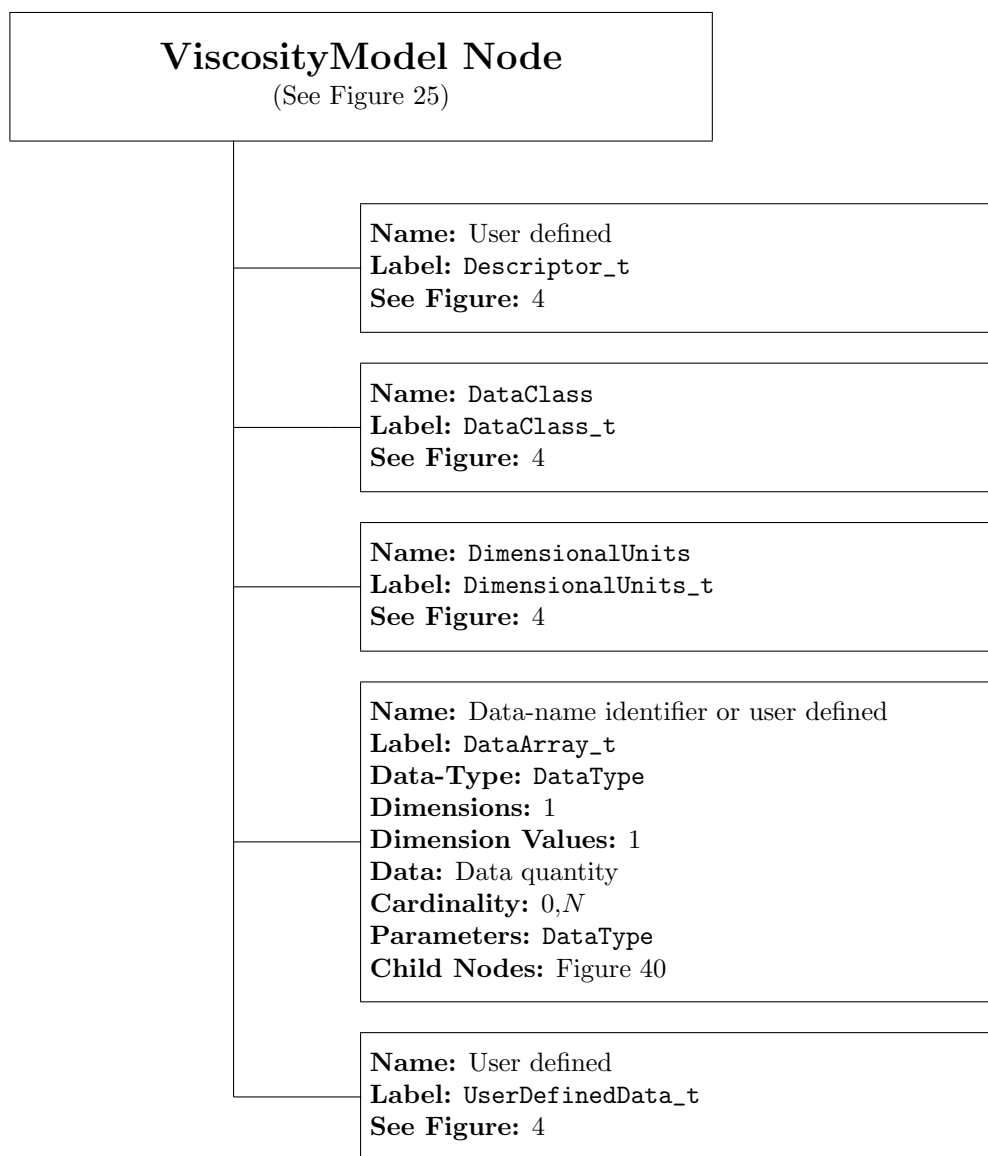 ViscosityModel Node
(See Figure 25)
Name: User defined
Label: Descriptor_t
See Figure: 4
Name: DataClass
Label: DataClass_t
See Figure: 4
Name: DimensionalUnits
Label: DimensionalUnits_t
See Figure: 4
Name: Data-name identifier or user defined
Label: DataArray_t
Data-Type: DataType
Dimensions: 1
Dimension Values: 1
Data: Data quantity
Cardinality: 0,N
Parameters: DataType
Child Nodes: Figure 40
Name: User defined
Label: UserDefinedData_t
See Figure: 4